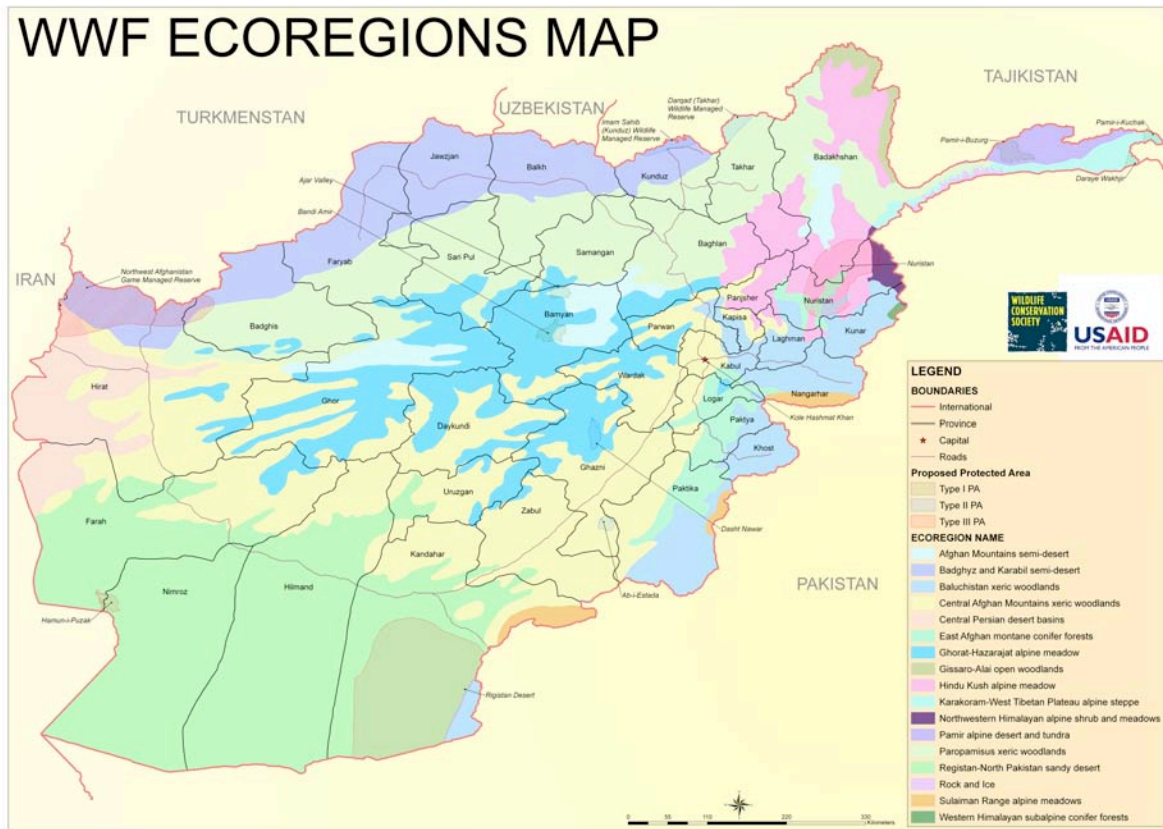 WWF ECOREGIONS MAP
TAJIKISTAN
UZBEKISTAN
TURKMENSTAN
IRAN
PAKISTAN
Darqad (Takhar)
Wildlife Managed
Reserve
Imam Sahib
(Kunduz) Wildlife
Managed Reserve
Pamir-i-Kuchak
Pamir-i-Buzurg
Daraye Wakhjir
Ajar Valley
Bandi Amir
Northwest Afghanistan
Game Managed Reserve
Nuristan
Kole Hashmat Khan
Dasht Nawar
Ab-i-Estada
Hamun-i-Puzak
Rigistan Desert
Jawzjan
Balkh
Kunduz
Takhar
Badakhshan
Faryab
Sari Pul
Samangan
Baghlan
Badghis
Bamyan
Panjsher
Nuristan
Kapisa
Parwan
Kunar
Laghman
Hirat
Kabul
Wardak
Nangarhar
Logar
Ghor
Daykundi
Paktya
Khost
Ghazni
Uruzgan
Paktika
Zabul
Farah
Kandahar
Nimroz
Hilmand
WILDLIFE
CONSERVATION
SOCIETY
USAID
FROM THE AMERICAN PEOPLE
LEGEND
BOUNDARIES
International
Province
Capital
Roads
Proposed Protected Area
Type I PA
Type II PA
Type III PA
ECOREGION NAME
Afghan Mountains semi-desert
Badghyz and Karabil semi-desert
Baluchistan xeric woodlands
Central Afghan Mountains xeric woodlands
Central Persian desert basins
East Afghan montane conifer forests
Ghorat-Hazarajat alpine meadow
Gissaro-Alai open woodlands
Hindu Kush alpine meadow
Karakoram-West Tibetan Plateau alpine steppe
Northwestern Himalayan alpine shrub and meadows
Pamir alpine desert and tundra
Paropamisus xeric woodlands
Registan-North Pakistan sandy desert
Rock and Ice
Sulaiman Range alpine meadows
Western Himalayan subalpine conifer forests
0 55 110 220 330
Kilometers